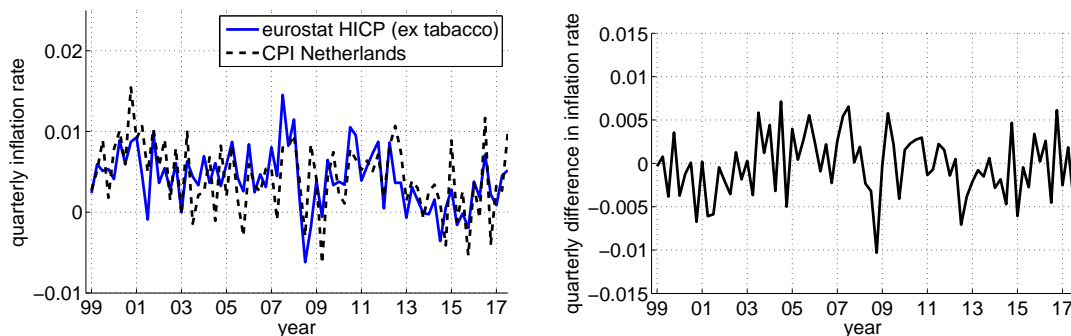 eurostat HICP (ex tabacco)
CPI Netherlands
quarterly inflation rate
0.02
0.01
0
−0.01
99 01 03 05 07 09 11 13 15 17
year
quarterly difference in inflation rate
0.015
0.01
0.005
0
−0.005
−0.01
−0.015
99 01 03 05 07 09 11 13 15 17
year